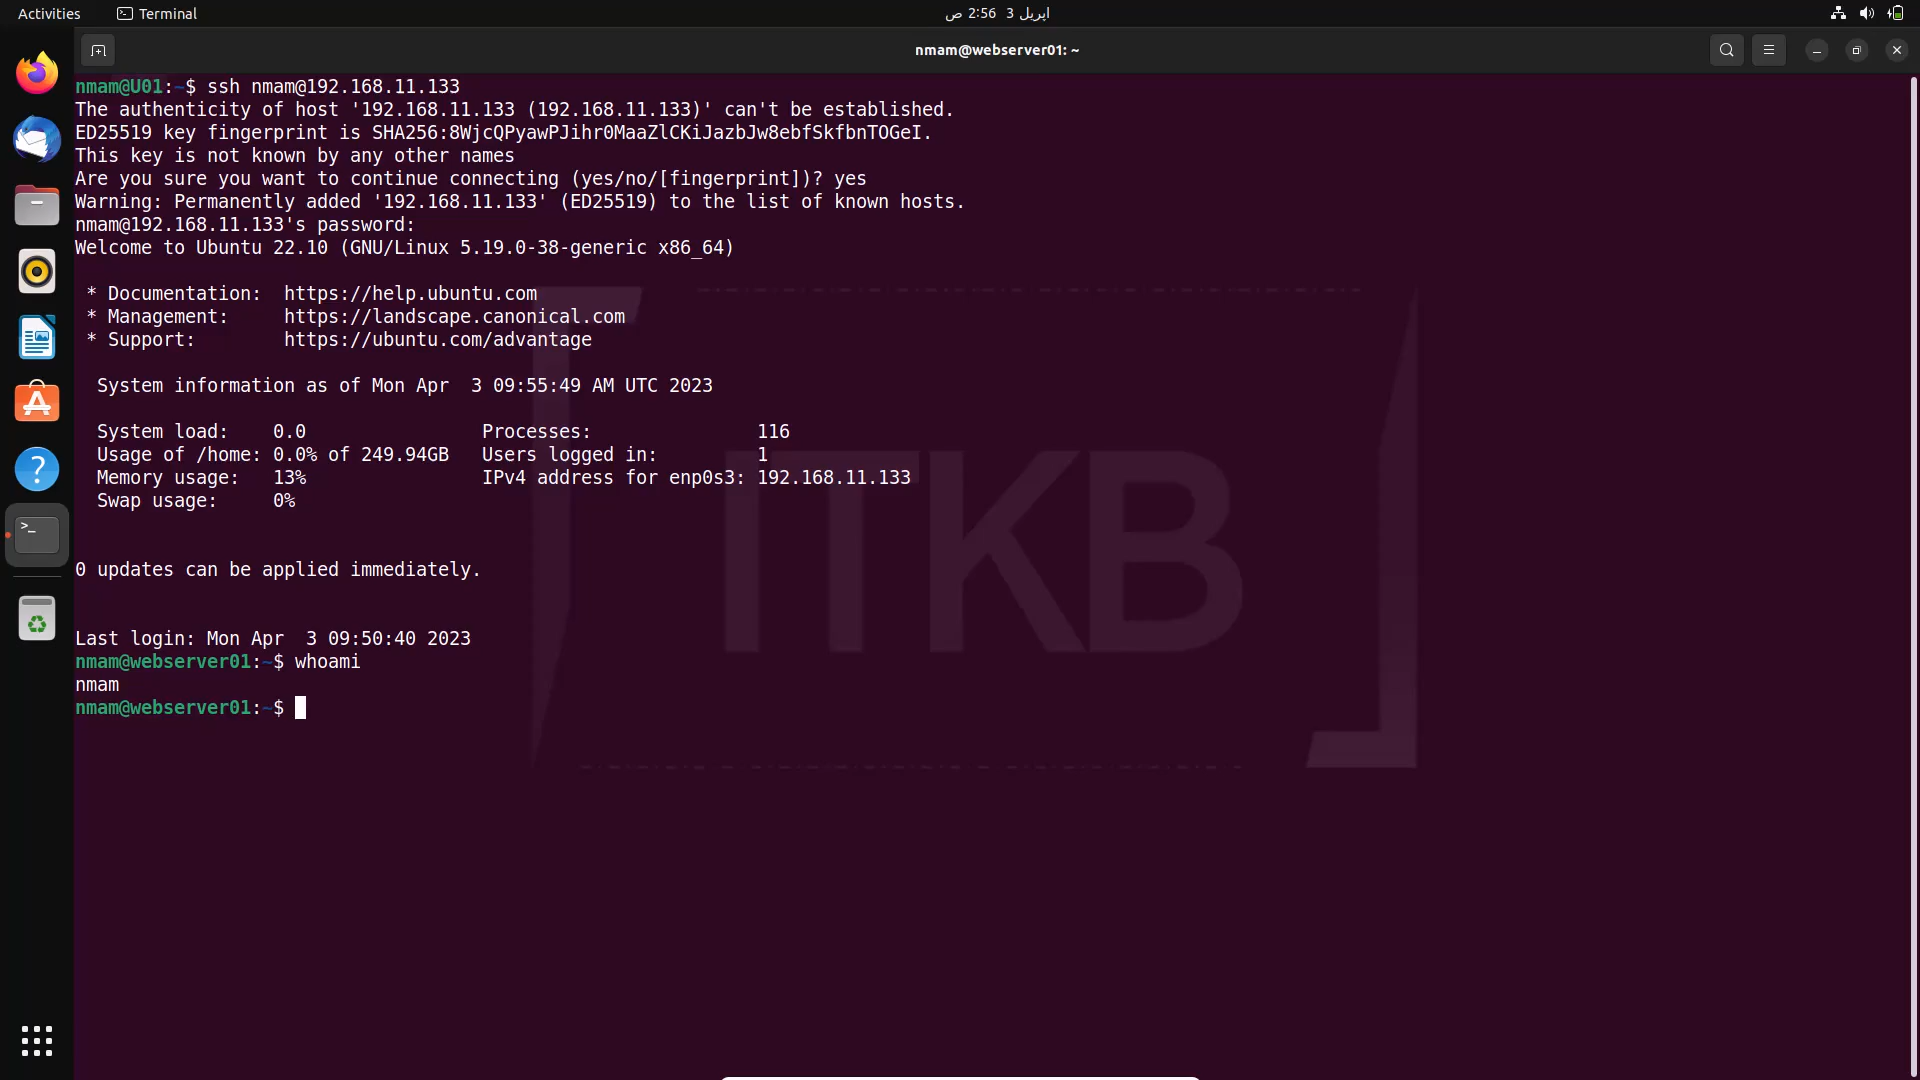 Activities
Terminal
اپریل 3  2:56 ص
nmam@webserver01: ~
nmam@U01:~$ ssh nmam@192.168.11.133
The authenticity of host '192.168.11.133 (192.168.11.133)' can't be established.
ED25519 key fingerprint is SHA256:8WjcQPyawPJihr0MaaZlCKiJazbJw8ebfSkfbnTOGeI.
This key is not known by any other names
Are you sure you want to continue connecting (yes/no/[fingerprint])? yes
Warning: Permanently added '192.168.11.133' (ED25519) to the list of known hosts.
nmam@192.168.11.133's password:
Welcome to Ubuntu 22.10 (GNU/Linux 5.19.0-38-generic x86_64)
 * Documentation:  https://help.ubuntu.com
 * Management:     https://landscape.canonical.com
 * Support:        https://ubuntu.com/advantage
  System information as of Mon Apr  3 09:55:49 AM UTC 2023
  System load:    0.0                Processes:               116
  Usage of /home: 0.0% of 249.94GB   Users logged in:         1
  Memory usage:   13%                IPv4 address for enp0s3: 192.168.11.133
  Swap usage:     0%
0 updates can be applied immediately.
Last login: Mon Apr  3 09:50:40 2023
nmam@webserver01:~$ whoami
nmam
nmam@webserver01:~$
ITKB